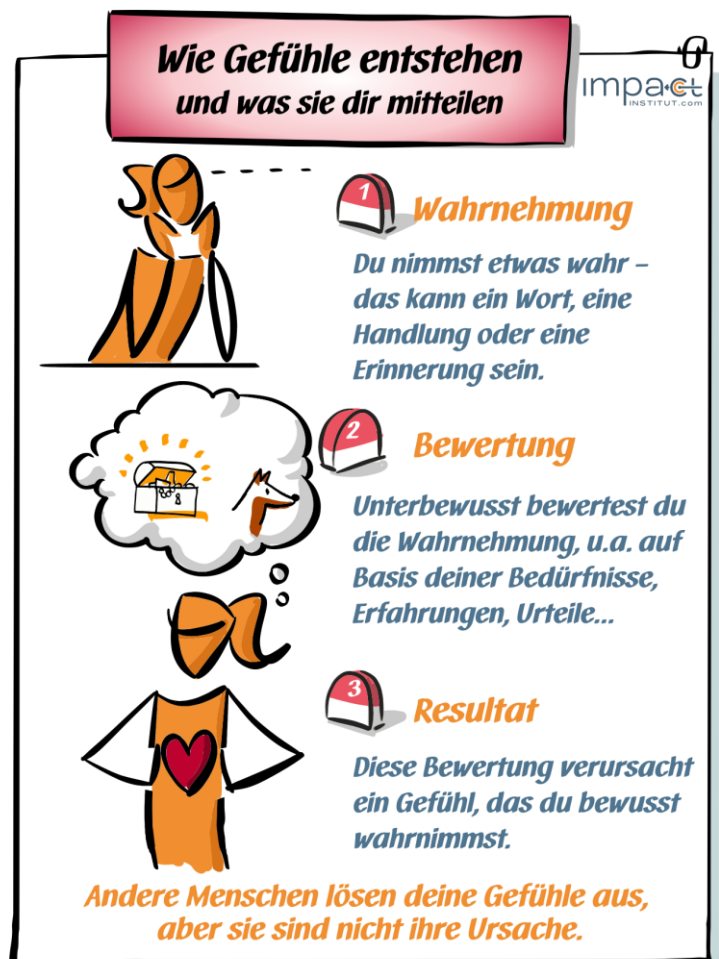 Wie Gefühle entstehen
und was sie dir mitteilen
impact
INSTITUT.com
1 Wahrnehmung
Du nimmst etwas wahr –
das kann ein Wort, eine
Handlung oder eine
Erinnerung sein.
2 Bewertung
Unterbewusst bewertest du
die Wahrnehmung, u.a. auf
Basis deiner Bedürfnisse,
Erfahrungen, Urteile...
3 Resultat
Diese Bewertung verursacht
ein Gefühl, das du bewusst
wahrnimmst.
Andere Menschen lösen deine Gefühle aus,
aber sie sind nicht ihre Ursache.